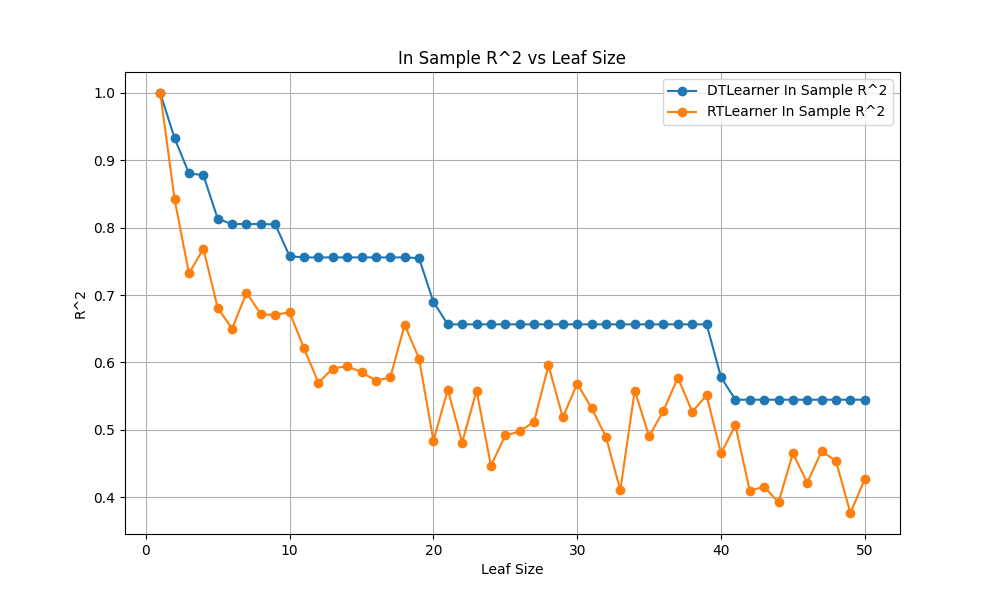 In Sample R^2 vs Leaf Size
DTLearner In Sample R^2
RTLearner In Sample R^2
1.0
0.9
0.8
0.7
0.6
0.5
0.4
R^2
0 10 20 30 40 50
Leaf Size